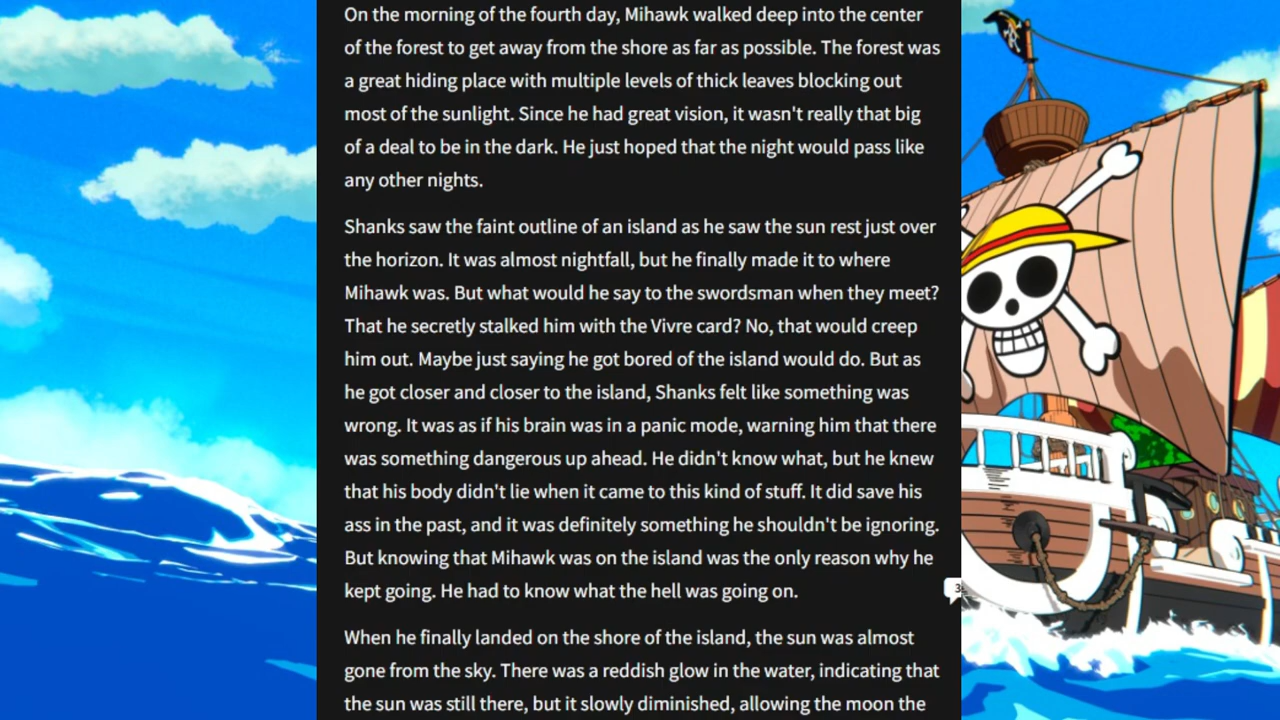 On the morning of the fourth day, Mihawk walked deep into the center
of the forest to get away from the shore as far as possible. The forest was
a great hiding place with multiple levels of thick leaves blocking out
most of the sunlight. Since he had great vision, it wasn't really that big
of a deal to be in the dark. He just hoped that the night would pass like
any other nights.
Shanks saw the faint outline of an island as he saw the sun rest just over
the horizon. It was almost nightfall, but he finally made it to where
Mihawk was. But what would he say to the swordsman when they meet?
That he secretly stalked him with the Vivre card? No, that would creep
him out. Maybe just saying he got bored of the island would do. But as
he got closer and closer to the island, Shanks felt like something was
wrong. It was as if his brain was in a panic mode, warning him that there
was something dangerous up ahead. He didn't know what, but he knew
that his body didn't lie when it came to this kind of stuff. It did save his
ass in the past, and it was definitely something he shouldn't be ignoring.
But knowing that Mihawk was on the island was the only reason why he
kept going. He had to know what the hell was going on.
When he finally landed on the shore of the island, the sun was almost
gone from the sky. There was a reddish glow in the water, indicating that
the sun was still there, but it slowly diminished, allowing the moon the